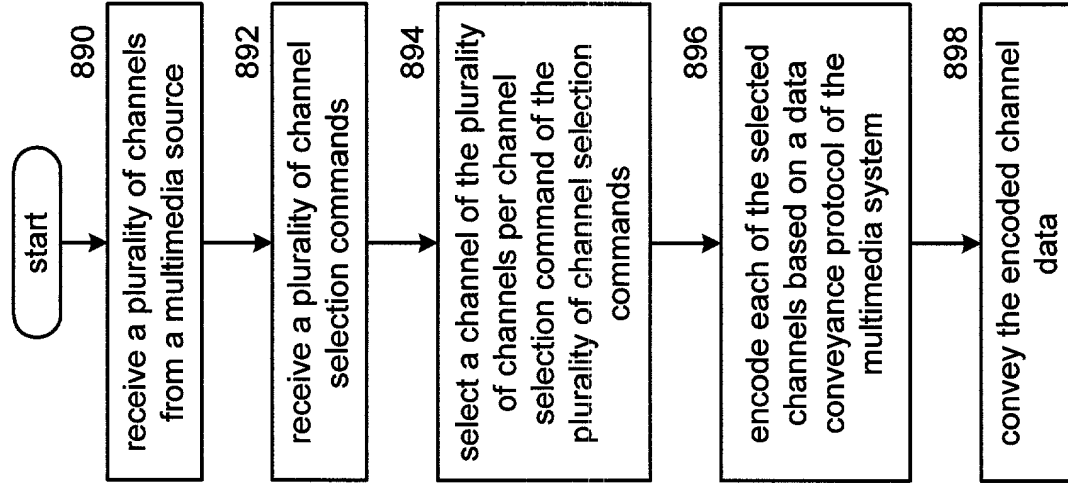 start
890
receive a plurality of channels
from a multimedia source
892
receive a plurality of channel
selection commands
894
select a channel of the plurality
of channels per channel
selection command of the
plurality of channel selection
commands
896
encode each of the selected
channels based on a data
conveyance protocol of the
multimedia system
898
convey the encoded channel
data